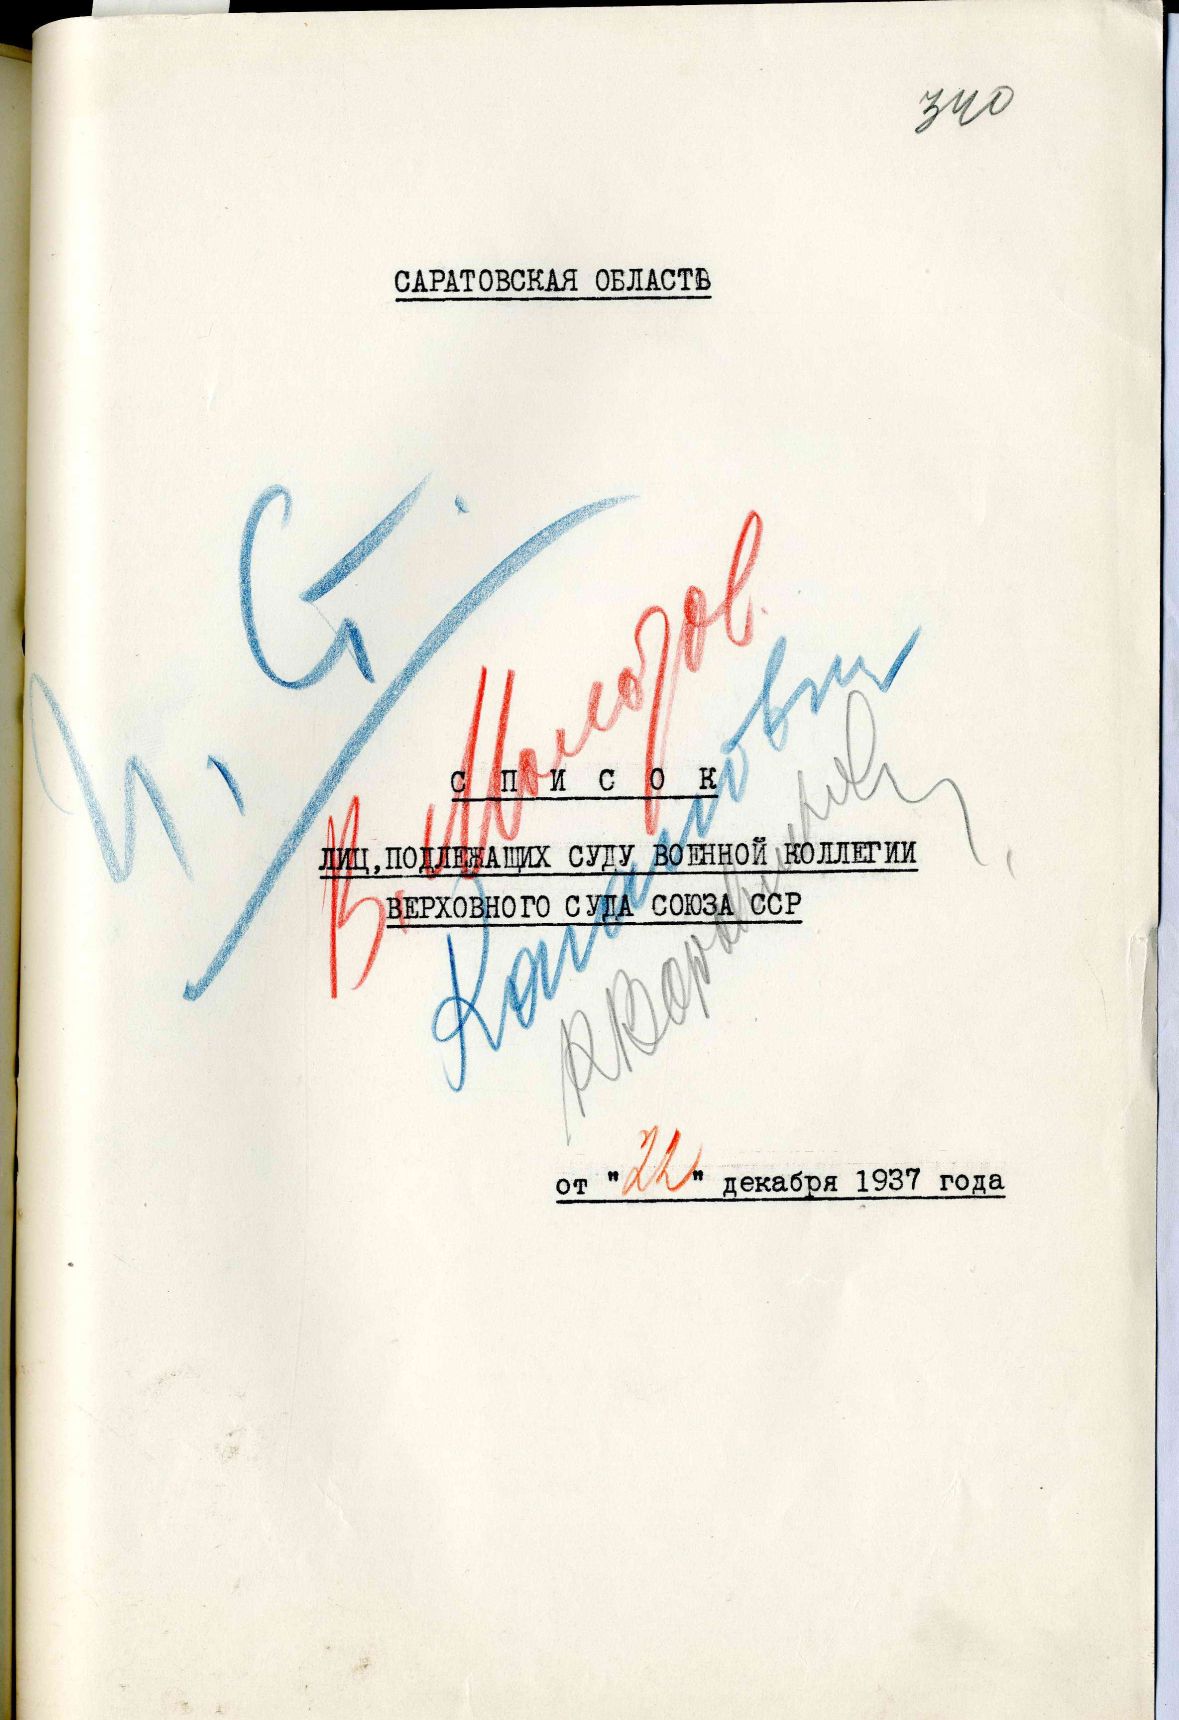 340
САРАТОВСКАЯ ОБЛАСТЬ
И. Ст.
В. Молотов.
Каганович
К Ворошилов
С П И С О К
ЛИЦ, ПОДЛЕЖАЩИХ СУДУ ВОЕННОЙ КОЛЛЕГИИ
ВЕРХОВНОГО СУДА СОЮЗА ССР
от "22" декабря 1937 года